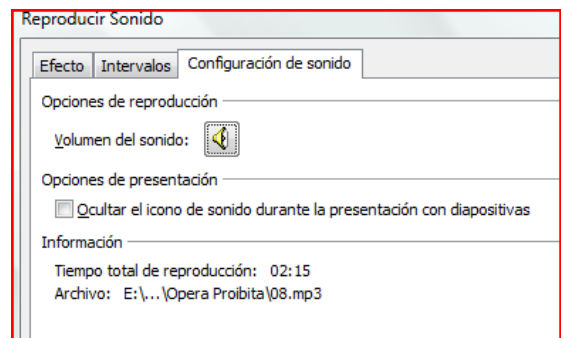 Reproducir Sonido
Efecto Intervalos Configuración de sonido
Opciones de reproducción
Volumen del sonido:
Opciones de presentación
Ocultar el icono de sonido durante la presentación con diapositivas
Información
Tiempo total de reproducción: 02:15
Archivo: E:\...\Opera Proibita\08.mp3